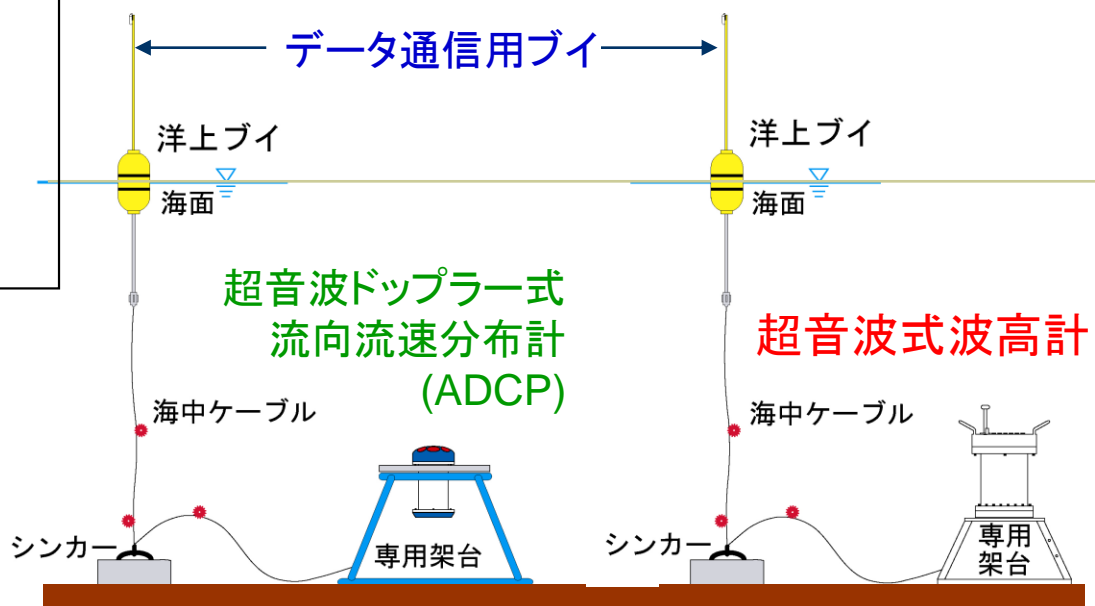 データ通信用ブイ
洋上ブイ
洋上ブイ
海面
海面
超音波ドップラー式
流向流速分布計
(ADCP)
超音波式波高計
海中ケーブル
海中ケーブル
シンカー
専用架台
シンカー
専用
架台